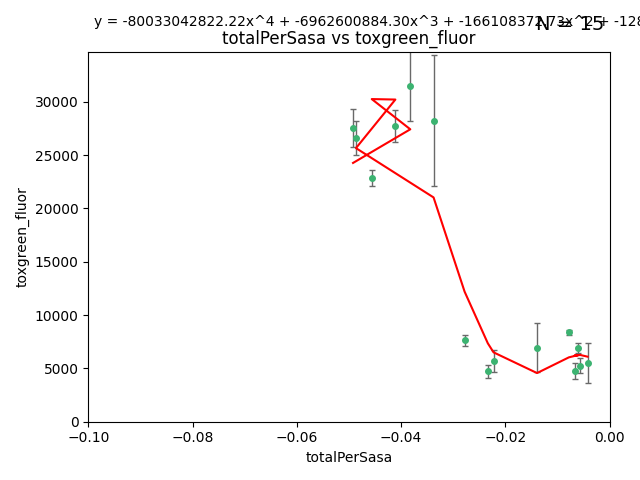 y = -80033042822.22x^4 + -6962600884.30x^3 + -166108372.73x^2 + -128
N = 15
totalPerSasa vs toxgreen_fluor
30000
25000
20000
15000
10000
5000
0
toxgreen_fluor
−0.10
−0.08
−0.06
−0.04
−0.02
0.00
totalPerSasa